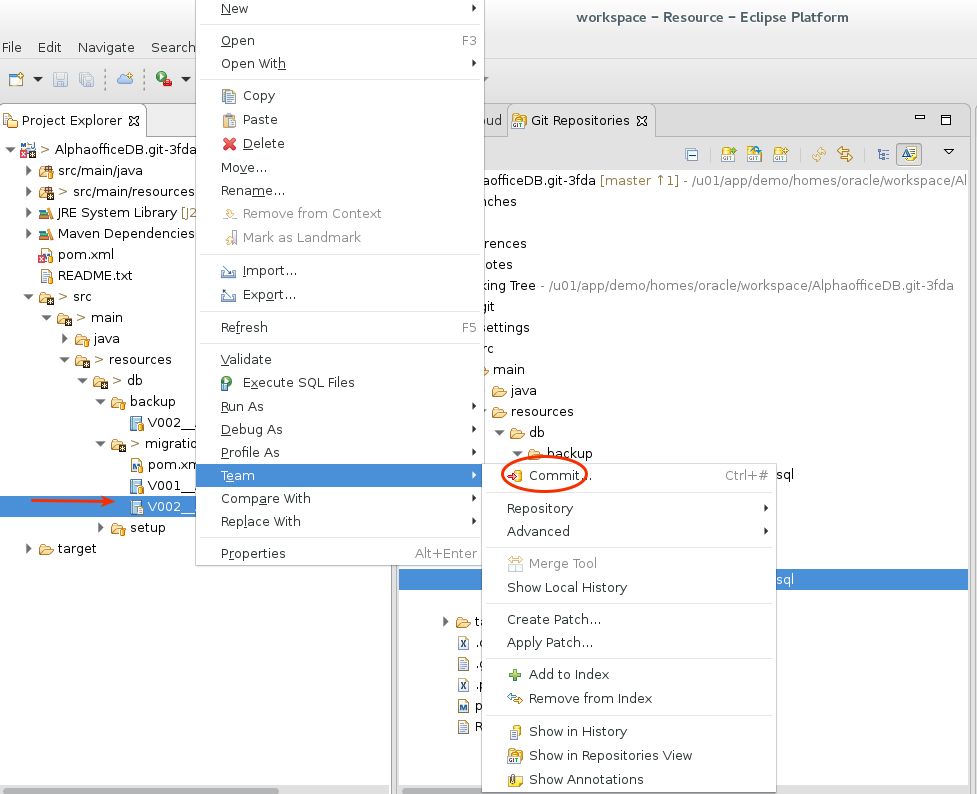 workspace – Resource – Eclipse Platform
File Edit Navigate Search
Project Explorer
> AlphaofficeDB.git-3fda
src/main/java
> src/main/resources
JRE System Library [J2
Maven Dependencies
pom.xml
README.txt
> src
> main
java
> resources
> db
backup
V002__
> migratio
pom.xm
V001__
V002__
setup
target
New
Open F3
Open With
Copy
Paste
Delete
Move...
Rename...
Remove from Context
Mark as Landmark
Import...
Export...
Refresh F5
Validate
Execute SQL Files
Run As
Debug As
Profile As
Team
Compare With
Replace With
Properties Alt+Enter
oud
Git Repositories
aofficeDB.git-3fda [master ↑1] - /u01/app/demo/homes/oracle/workspace/Al
nches
rences
otes
king Tree - /u01/app/demo/homes/oracle/workspace/AlphaofficeDB.git-3fda
git
settings
rc
main
java
resources
db
backup
sql
sql
ta
.c
.g
.p
p
R
Commit... Ctrl+#
Repository
Advanced
Merge Tool
Show Local History
Create Patch...
Apply Patch...
Add to Index
Remove from Index
Show in History
Show in Repositories View
Show Annotations